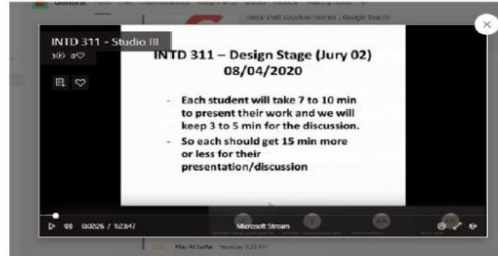 General
INTD 311 - Studio III
INTD 311 – Design Stage (Jury 02)
08/04/2020
- Each student will take 7 to 10 min
to present their work and we will
keep 3 to 5 min for the discussion.
- So each should get 15 min more
or less for their
presentation/discussion
Microsoft Stream